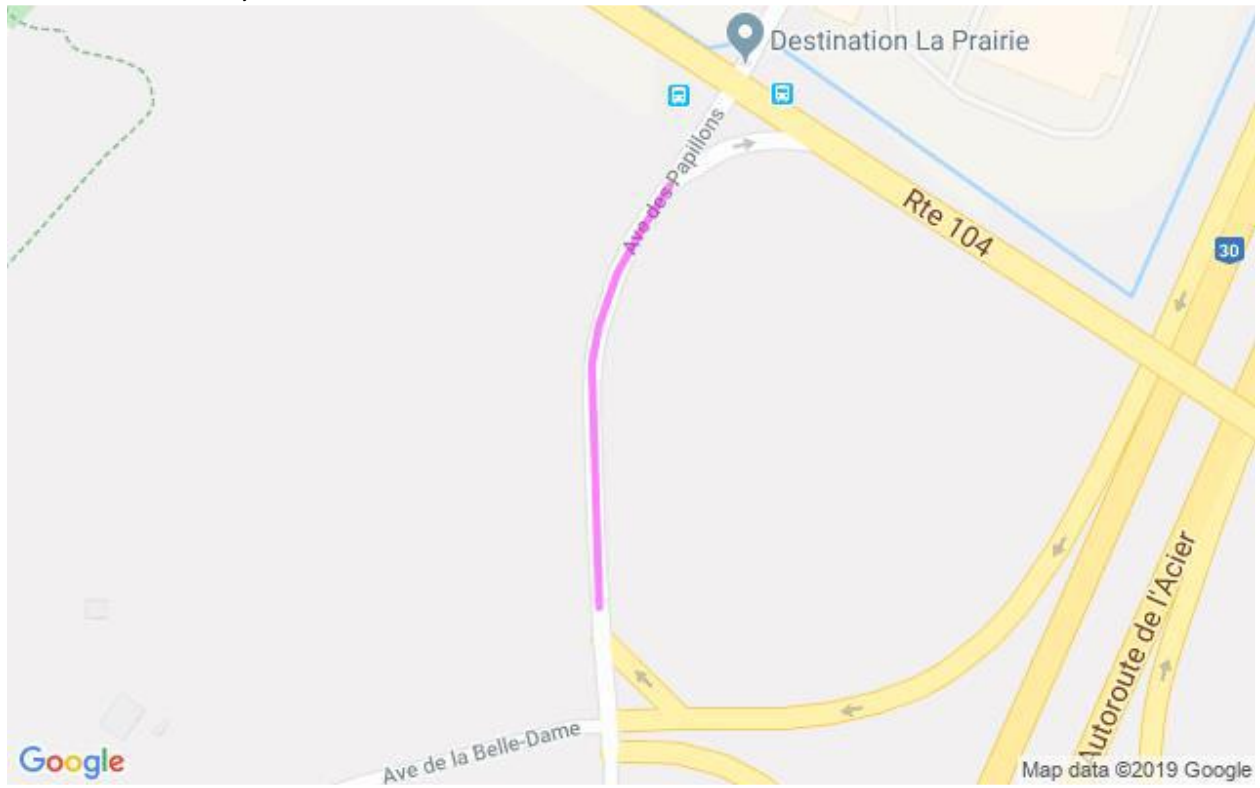 Destination La Prairie
Ave des Papillons
Rte 104
30
Autoroute de l'Acier
Ave de la Belle-Dame
Google
Map data ©2019 Google